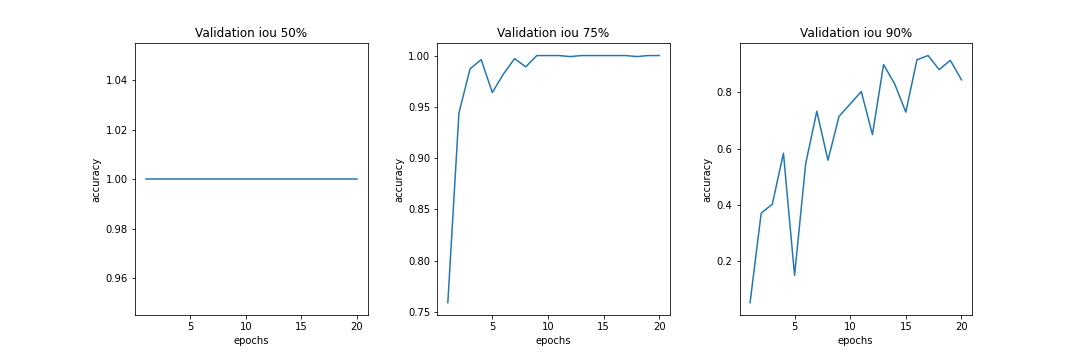 Validation iou 50%
accuracy
1.04
1.02
1.00
0.98
0.96
5 10 15 20
epochs
Validation iou 75%
accuracy
1.00
0.95
0.90
0.85
0.80
0.75
5 10 15 20
epochs
Validation iou 90%
accuracy
0.8
0.6
0.4
0.2
5 10 15 20
epochs